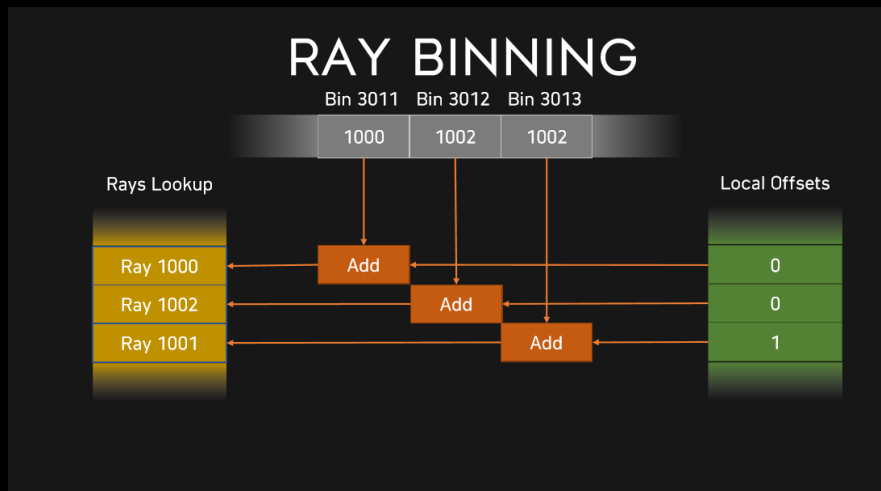 RAY BINNING
Bin 3011 Bin 3012 Bin 3013
1000 1002 1002
Rays Lookup
Local Offsets
Ray 1000 Add 0
Ray 1002 Add 0
Ray 1001 Add 1